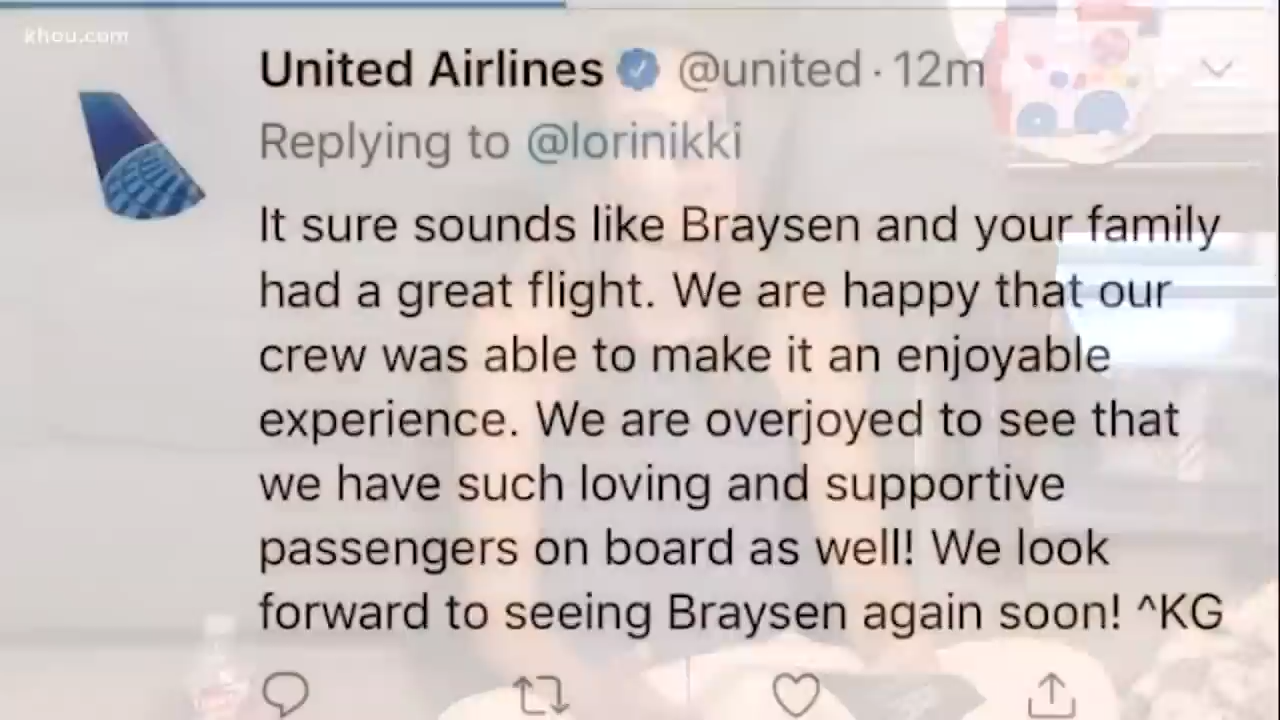 khou.com
United Airlines @united · 12m
Replying to @lorinikki
It sure sounds like Braysen and your family
had a great flight. We are happy that our
crew was able to make it an enjoyable
experience. We are overjoyed to see that
we have such loving and supportive
passengers on board as well! We look
forward to seeing Braysen again soon! ^KG